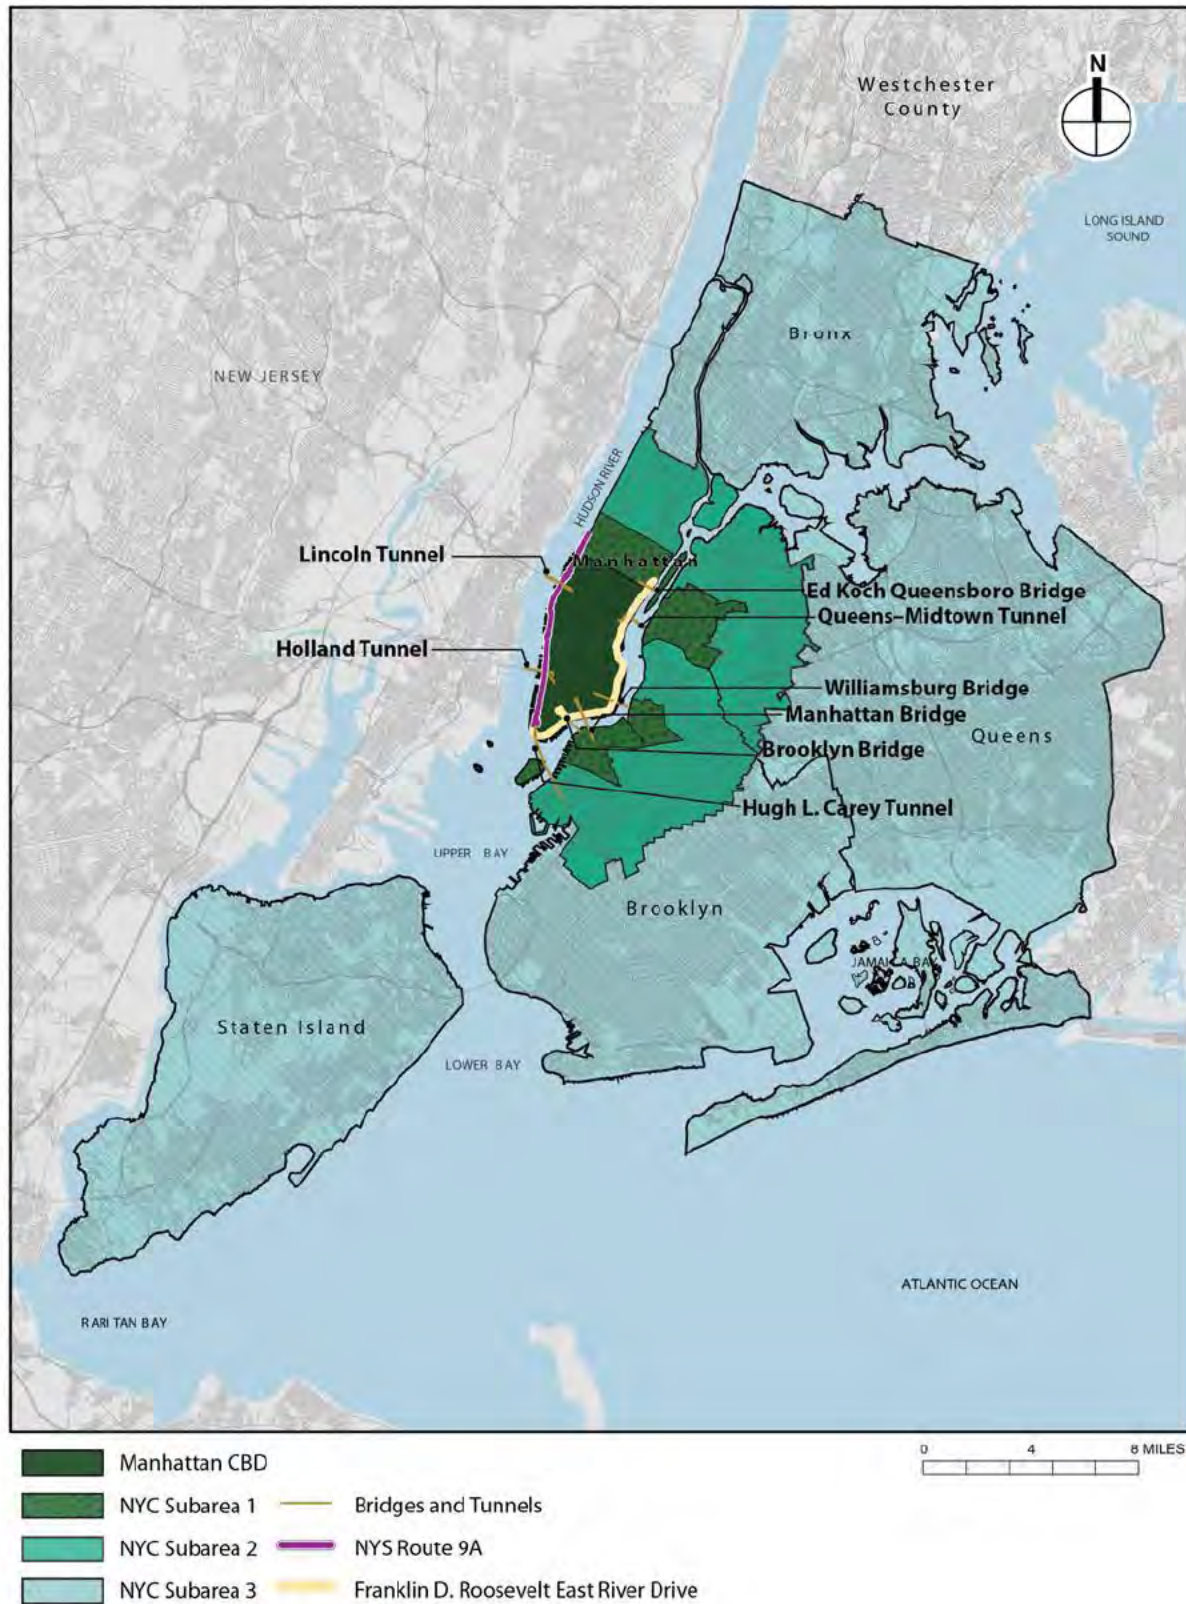 Westchester
County
N
LONG ISLAND
SOUND
Bronx
NEW JERSEY
HUDSON RIVER
Lincoln Tunnel
Manhattan
Ed Koch Queensboro Bridge
Queens–Midtown Tunnel
Holland Tunnel
Williamsburg Bridge
Manhattan Bridge
Queens
Brooklyn Bridge
Hugh L. Carey Tunnel
UPPER BAY
Brooklyn
JAMAICA BAY
Staten Island
LOWER BAY
ATLANTIC OCEAN
RARITAN BAY
0 4 8 MILES
Manhattan CBD
NYC Subarea 1
Bridges and Tunnels
NYC Subarea 2
NYS Route 9A
NYC Subarea 3
Franklin D. Roosevelt East River Drive